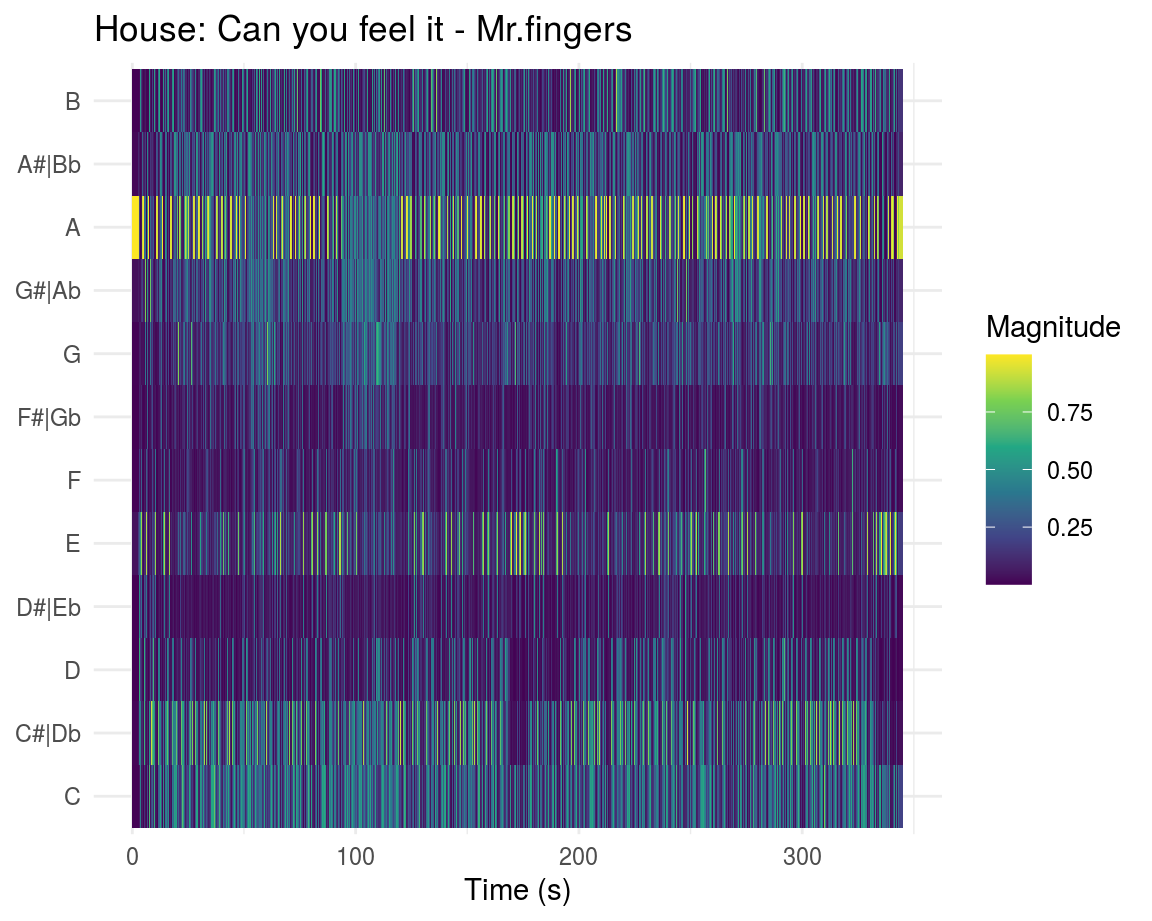 House: Can you feel it - Mr.fingers
B
A#|Bb
A
G#|Ab
G
F#|Gb
F
E
D#|Eb
D
C#|Db
C
0
100
200
300
Time (s)
Magnitude
0.75
0.50
0.25